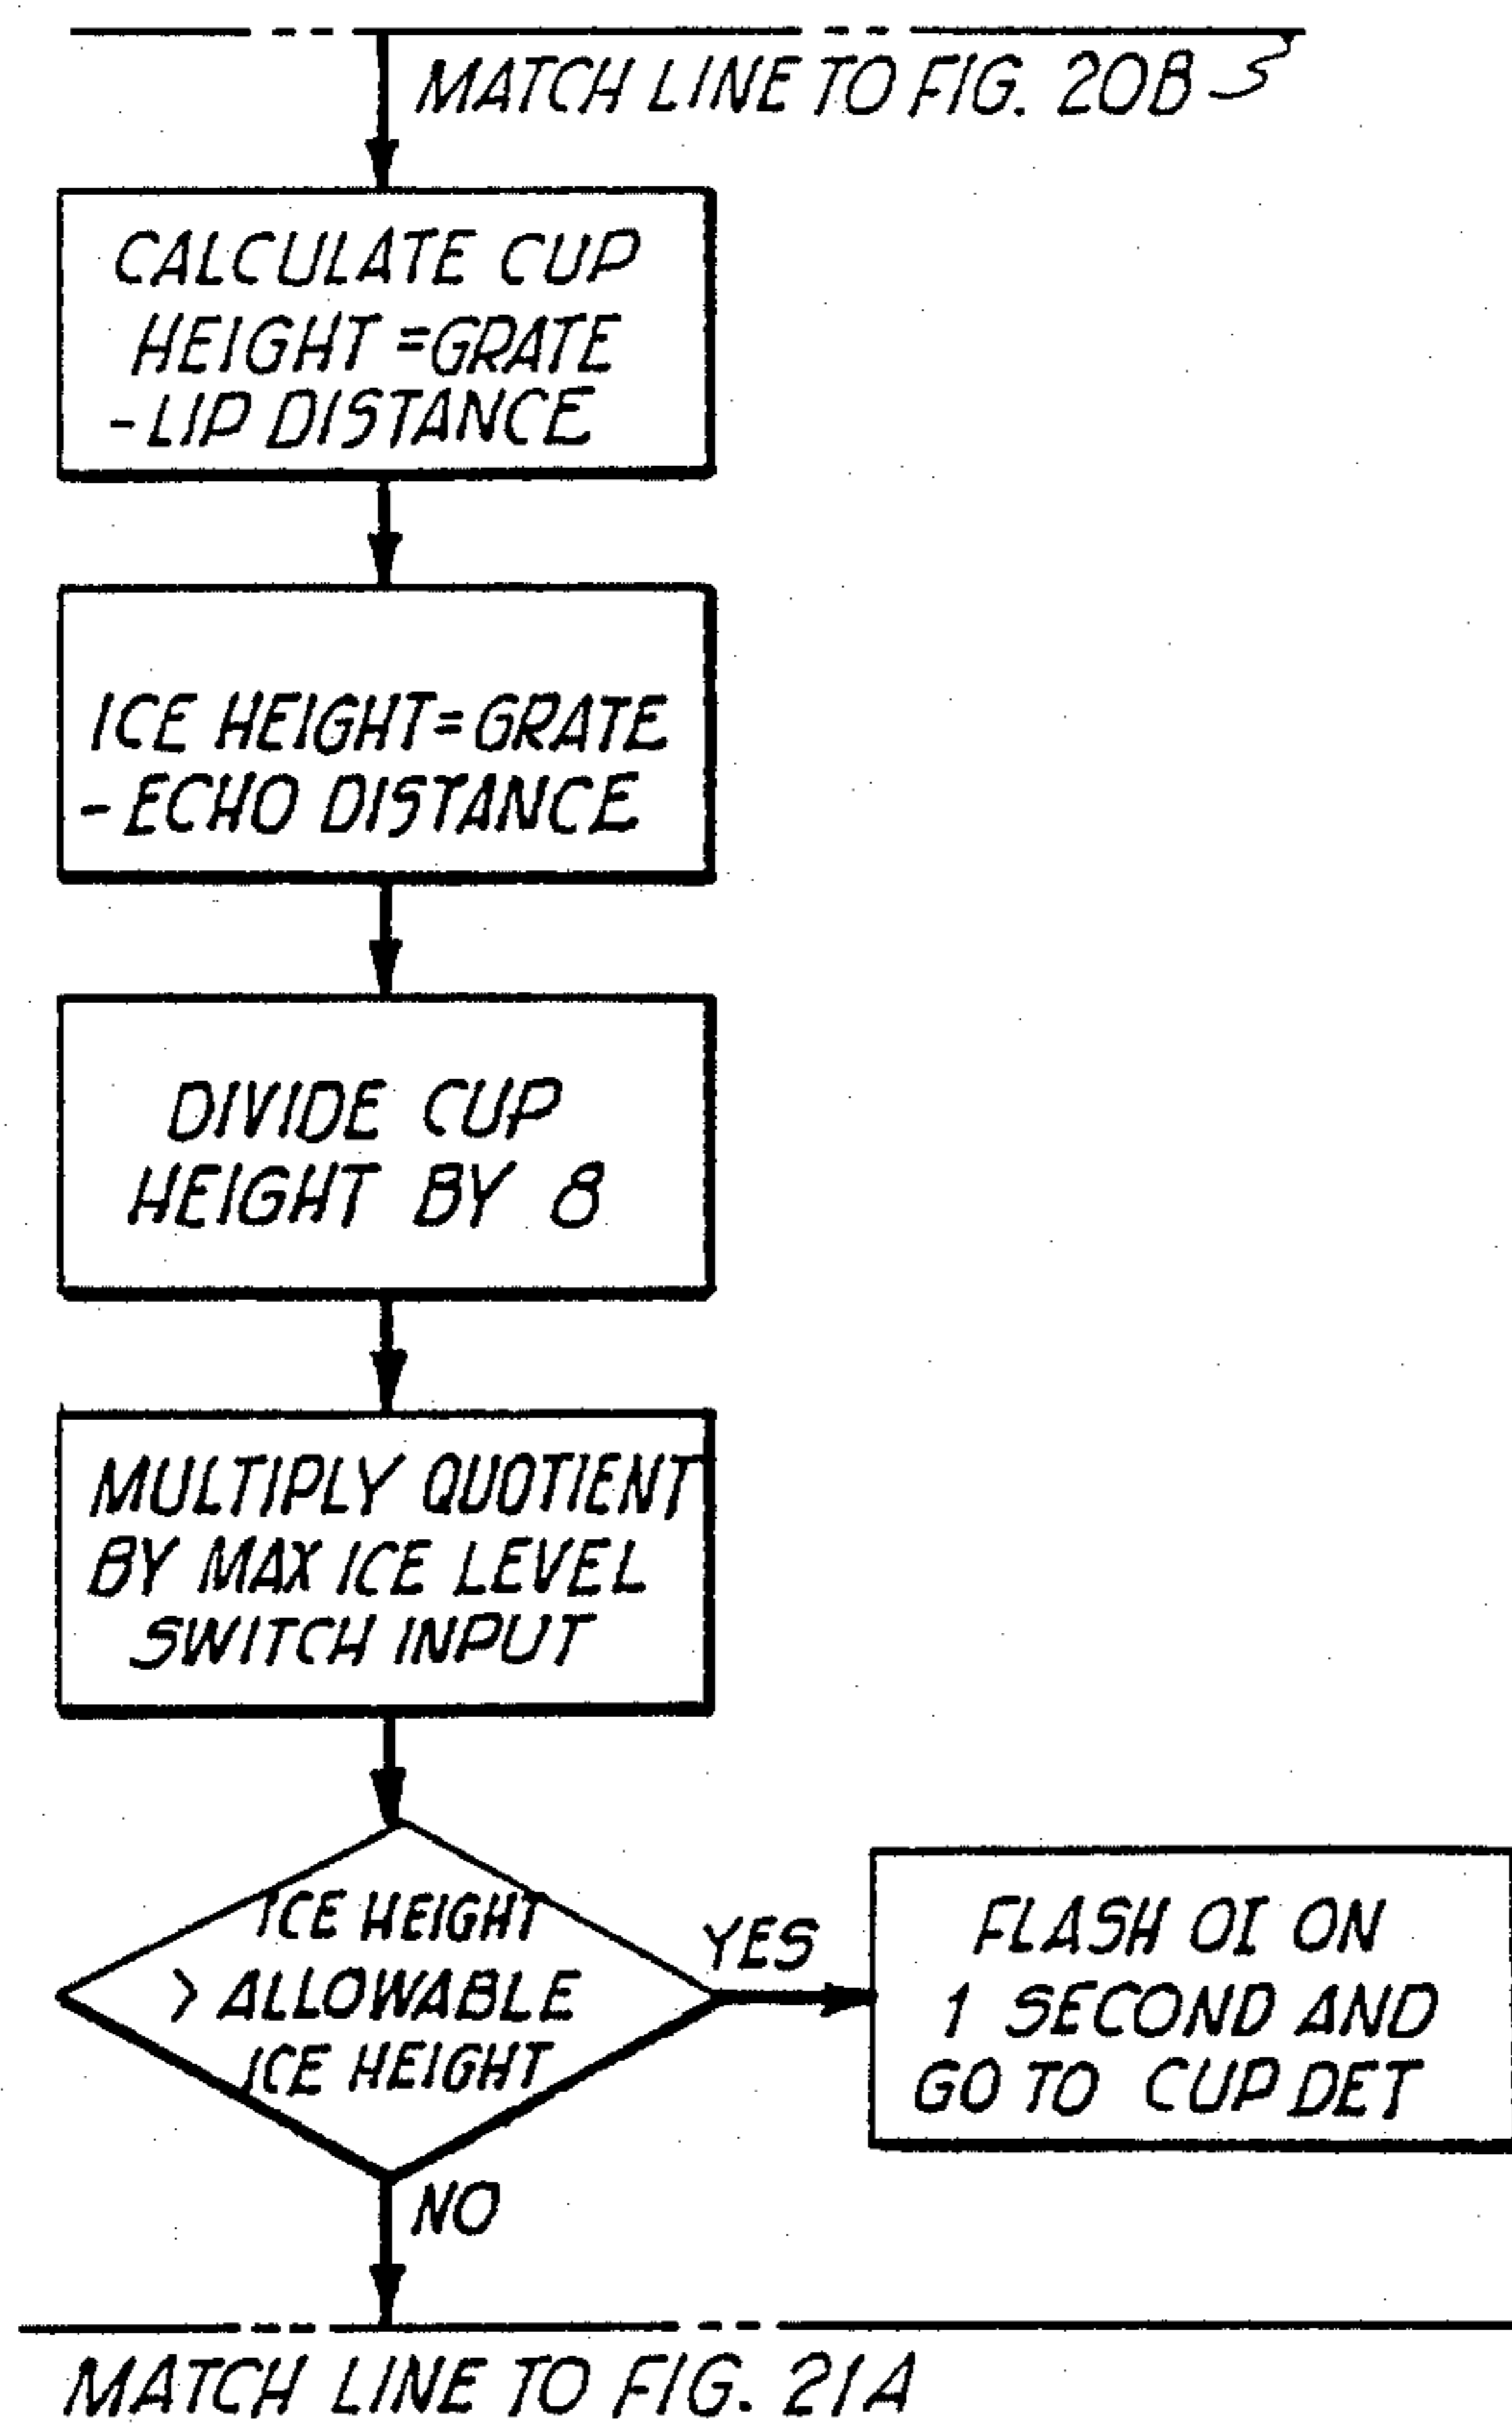 MATCH LINE TO FIG. 20B
CALCULATE CUP
HEIGHT =GRATE
-LIP DISTANCE
ICE HEIGHT=GRATE
-ECHO DISTANCE
DIVIDE CUP
HEIGHT BY 8
MULTIPLY QUOTIENT
BY MAX ICE LEVEL
SWITCH INPUT
ICE HEIGHT
> ALLOWABLE
ICE HEIGHT
YES
FLASH OI ON
1 SECOND AND
GO TO CUP DET
NO
MATCH LINE TO FIG. 21A